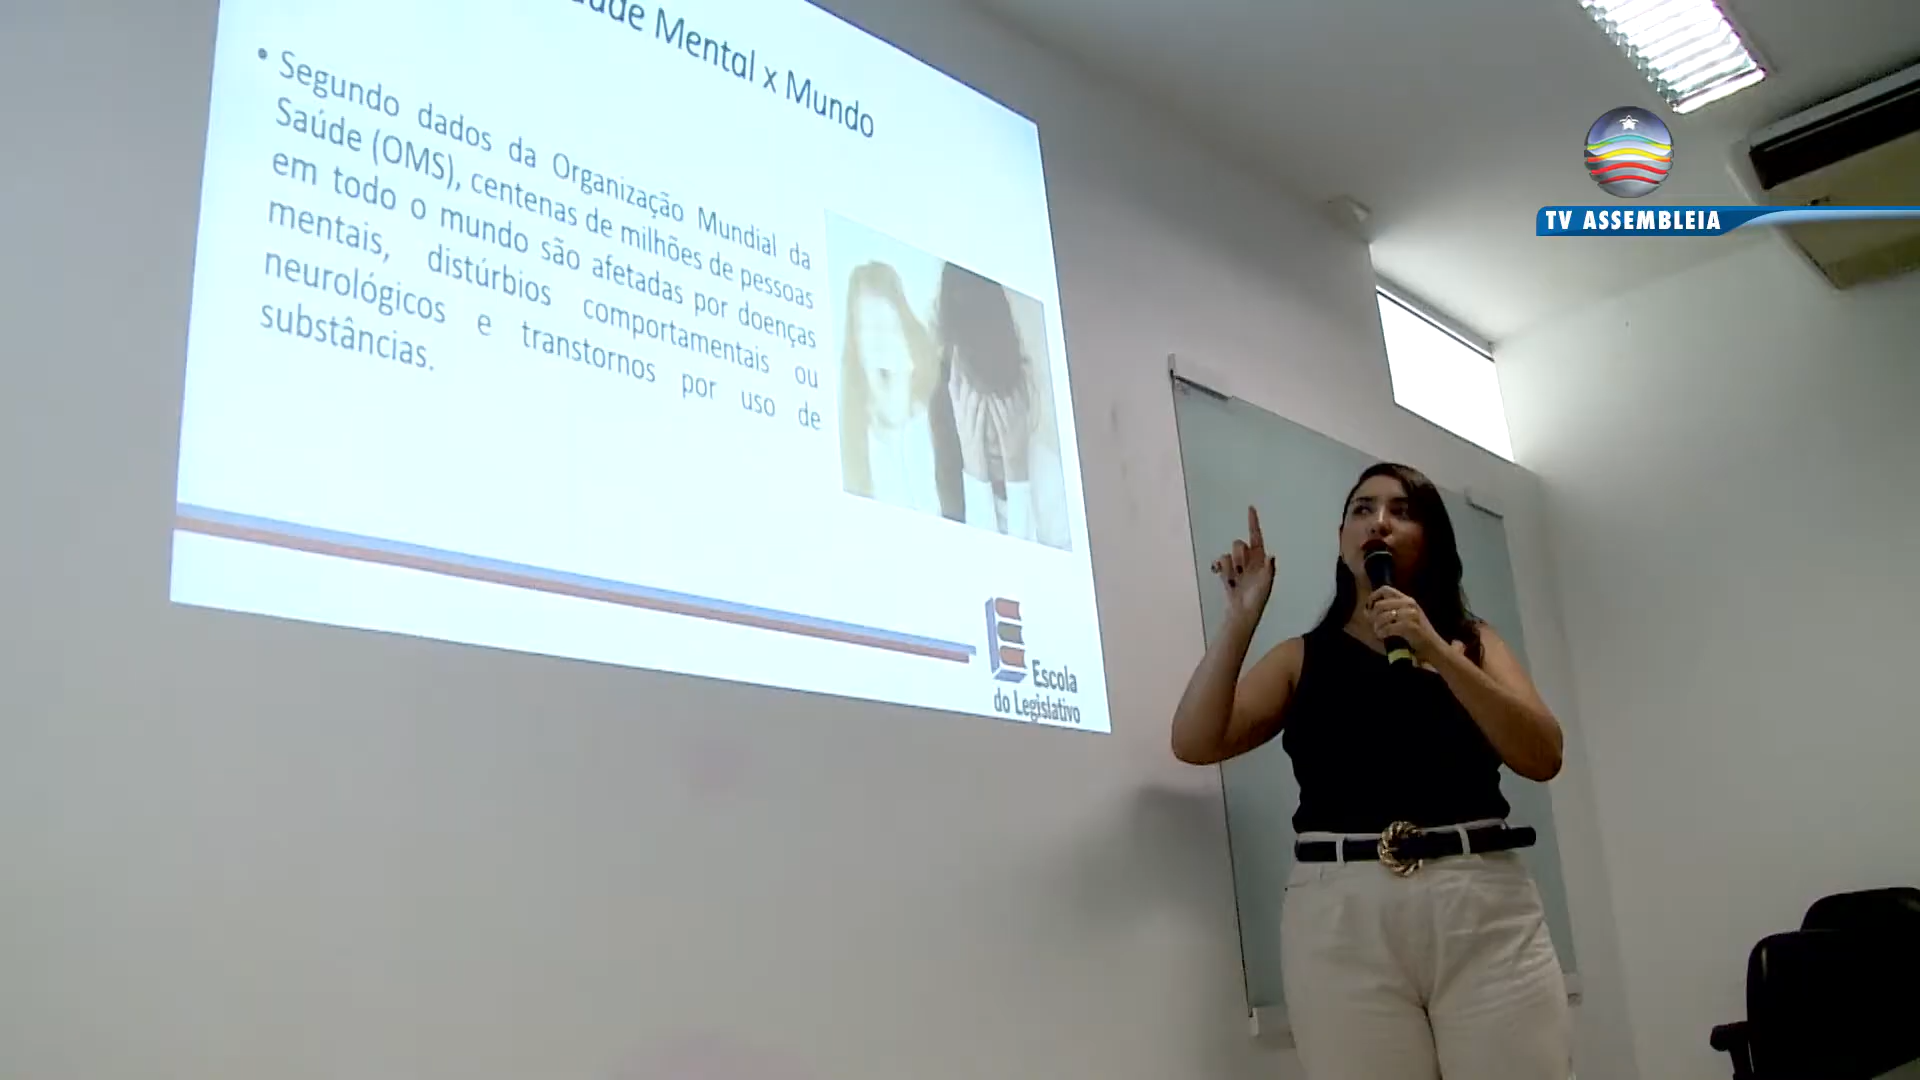 Mental x Mundo
• Segundo dados da Organização Mundial da
Saúde (OMS), centenas de milhões de pessoas
em todo o mundo são afetadas por doenças
mentais, distúrbios comportamentais ou
neurológicos e transtornos por uso de
substâncias.
Escola
do Legislativo
TV ASSEMBLEIA